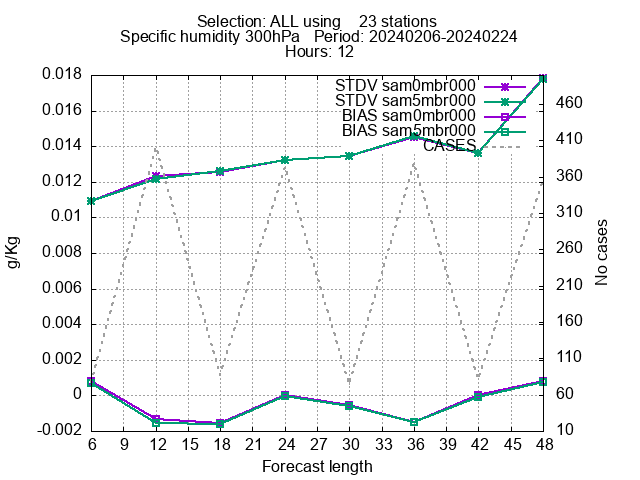 Selection: ALL using    23 stations
Specific humidity 300hPa   Period: 20240206-20240224
Hours: 12
STDV sam0mbr000
STDV sam5mbr000
BIAS sam0mbr000
BIAS sam5mbr000
CASES
g/Kg
0.018
0.016
0.014
0.012
0.01
0.008
0.006
0.004
0.002
0
-0.002
No cases
460
410
360
310
260
210
160
110
60
10
6 9 12 15 18 21 24 27 30 33 36 39 42 45 48
Forecast length